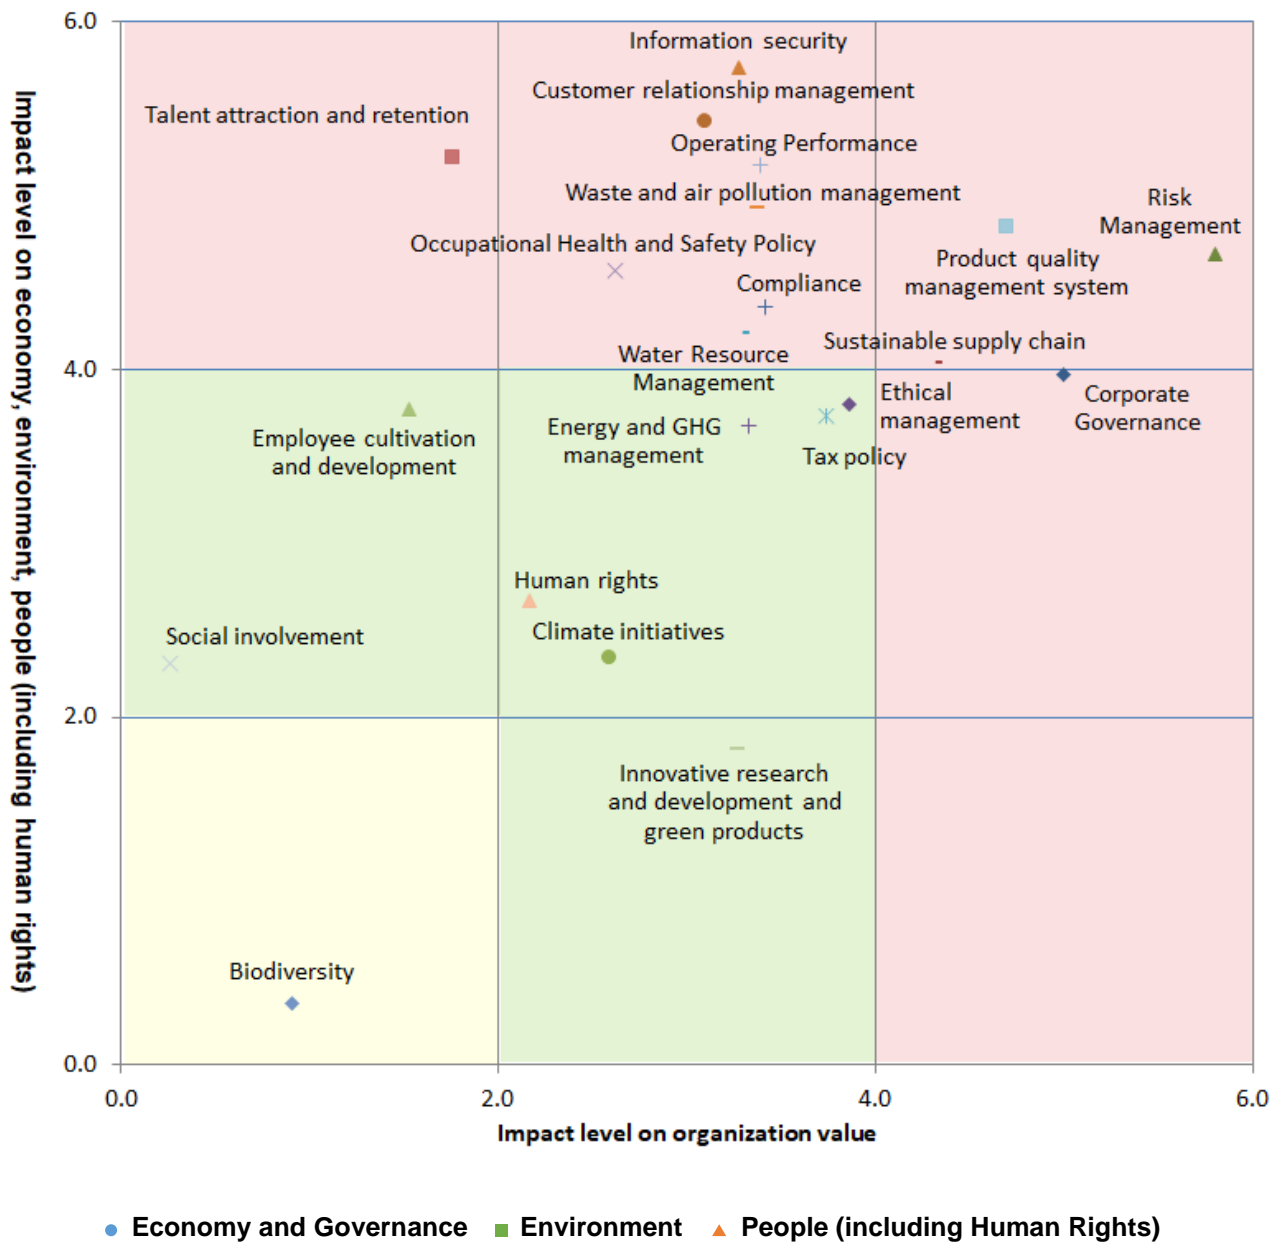 6.0
Information security
Customer relationship management
Talent attraction and retention
Operating Performance
Waste and air pollution management
Risk
Management
Occupational Health and Safety Policy
Product quality
management system
Compliance
Sustainable supply chain
Water Resource
Management
4.0
Ethical
management
Corporate
Governance
Energy and GHG
management
Tax policy
Employee cultivation
and development
Human rights
Climate initiatives
Social involvement
2.0
Innovative research
and development and
green products
Biodiversity
0.0
0.0 2.0 4.0 6.0
Impact level on organization value
Impact level on economy, environment, people (including human rights)
Economy and Governance Environment People (including Human Rights)